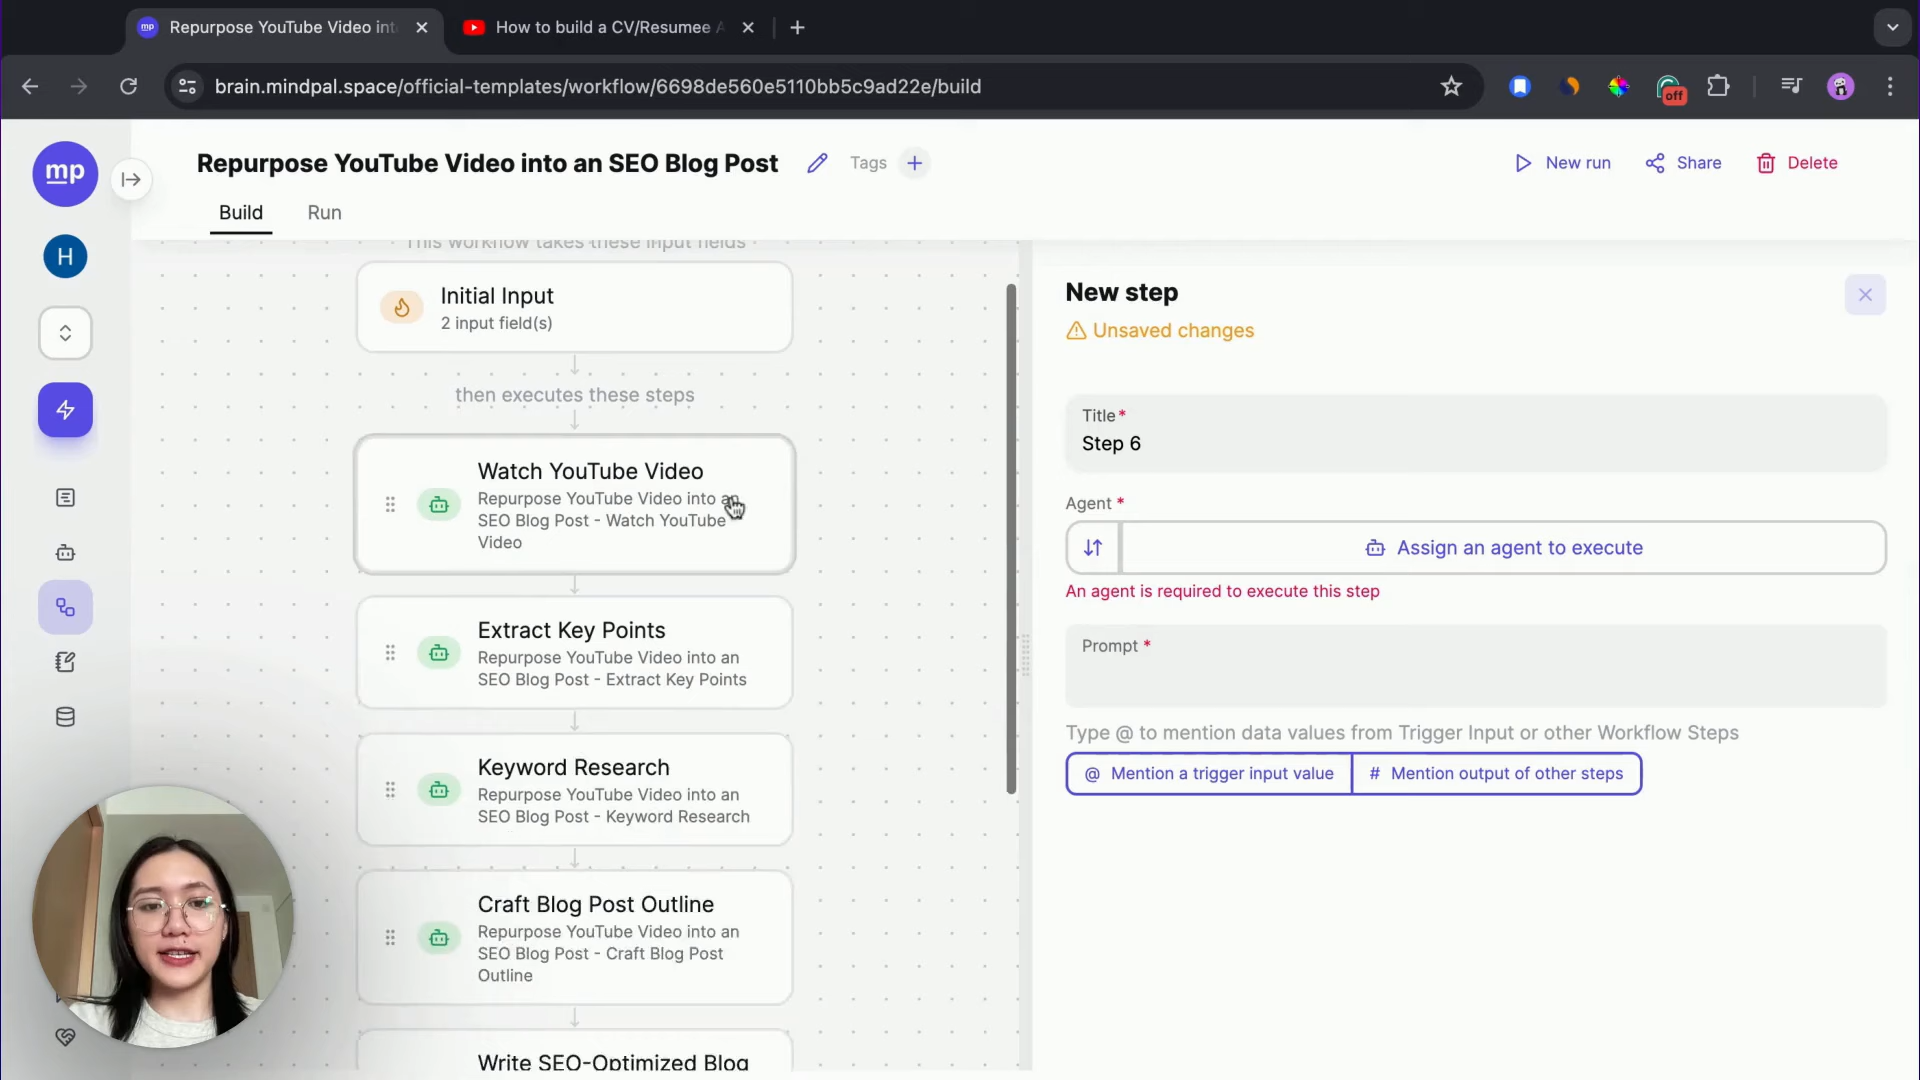 mp Repurpose YouTube Video int
How to build a CV/Resumee A
brain.mindpal.space/official-templates/workflow/6698de560e5110bb5c9ad22e/build
off
mp
Repurpose YouTube Video into an SEO Blog Post
Tags
New run
Share
Delete
Build
Run
H
This workflow takes these input fields
Initial Input
2 input field(s)
then executes these steps
Watch YouTube Video
Repurpose YouTube Video into an
SEO Blog Post - Watch YouTube
Video
Extract Key Points
Repurpose YouTube Video into an
SEO Blog Post - Extract Key Points
Keyword Research
Repurpose YouTube Video into an
SEO Blog Post - Keyword Research
Craft Blog Post Outline
Repurpose YouTube Video into an
SEO Blog Post - Craft Blog Post
Outline
Write SEO-Optimized Blog
New step
Unsaved changes
Title*
Step 6
Agent *
Assign an agent to execute
An agent is required to execute this step
Prompt *
Type @ to mention data values from Trigger Input or other Workflow Steps
@ Mention a trigger input value
# Mention output of other steps